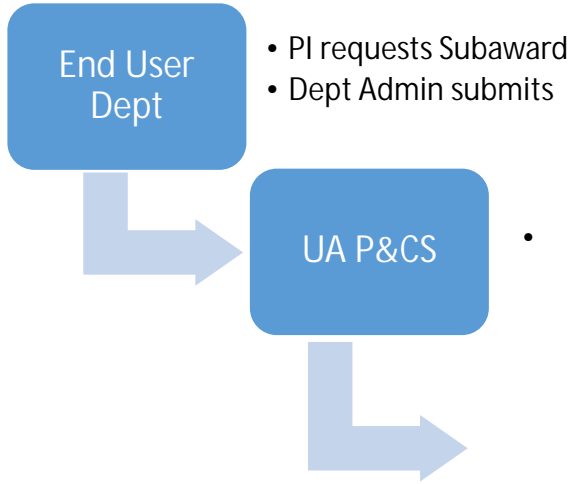 End User
Dept
• PI requests Subaward
• Dept Admin submits
UA P&CS
•